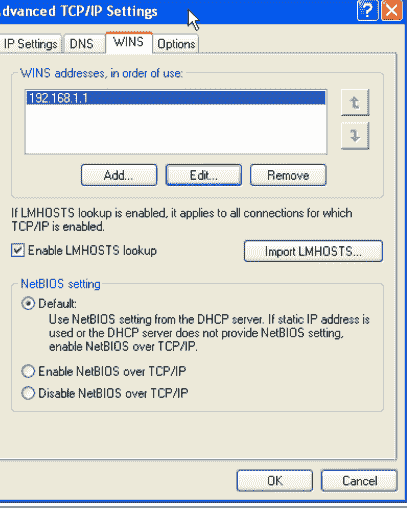 Advanced TCP/IP Settings
IP Settings DNS WINS Options
WINS addresses, in order of use:
192.168.1.1
Add... Edit... Remove
If LMHOSTS lookup is enabled, it applies to all connections for which
TCP/IP is enabled.
Enable LMHOSTS lookup Import LMHOSTS...
NetBIOS setting
Default:
Use NetBIOS setting from the DHCP server. If static IP address is
used or the DHCP server does not provide NetBIOS setting,
enable NetBIOS over TCP/IP.
Enable NetBIOS over TCP/IP
Disable NetBIOS over TCP/IP
OK Cancel